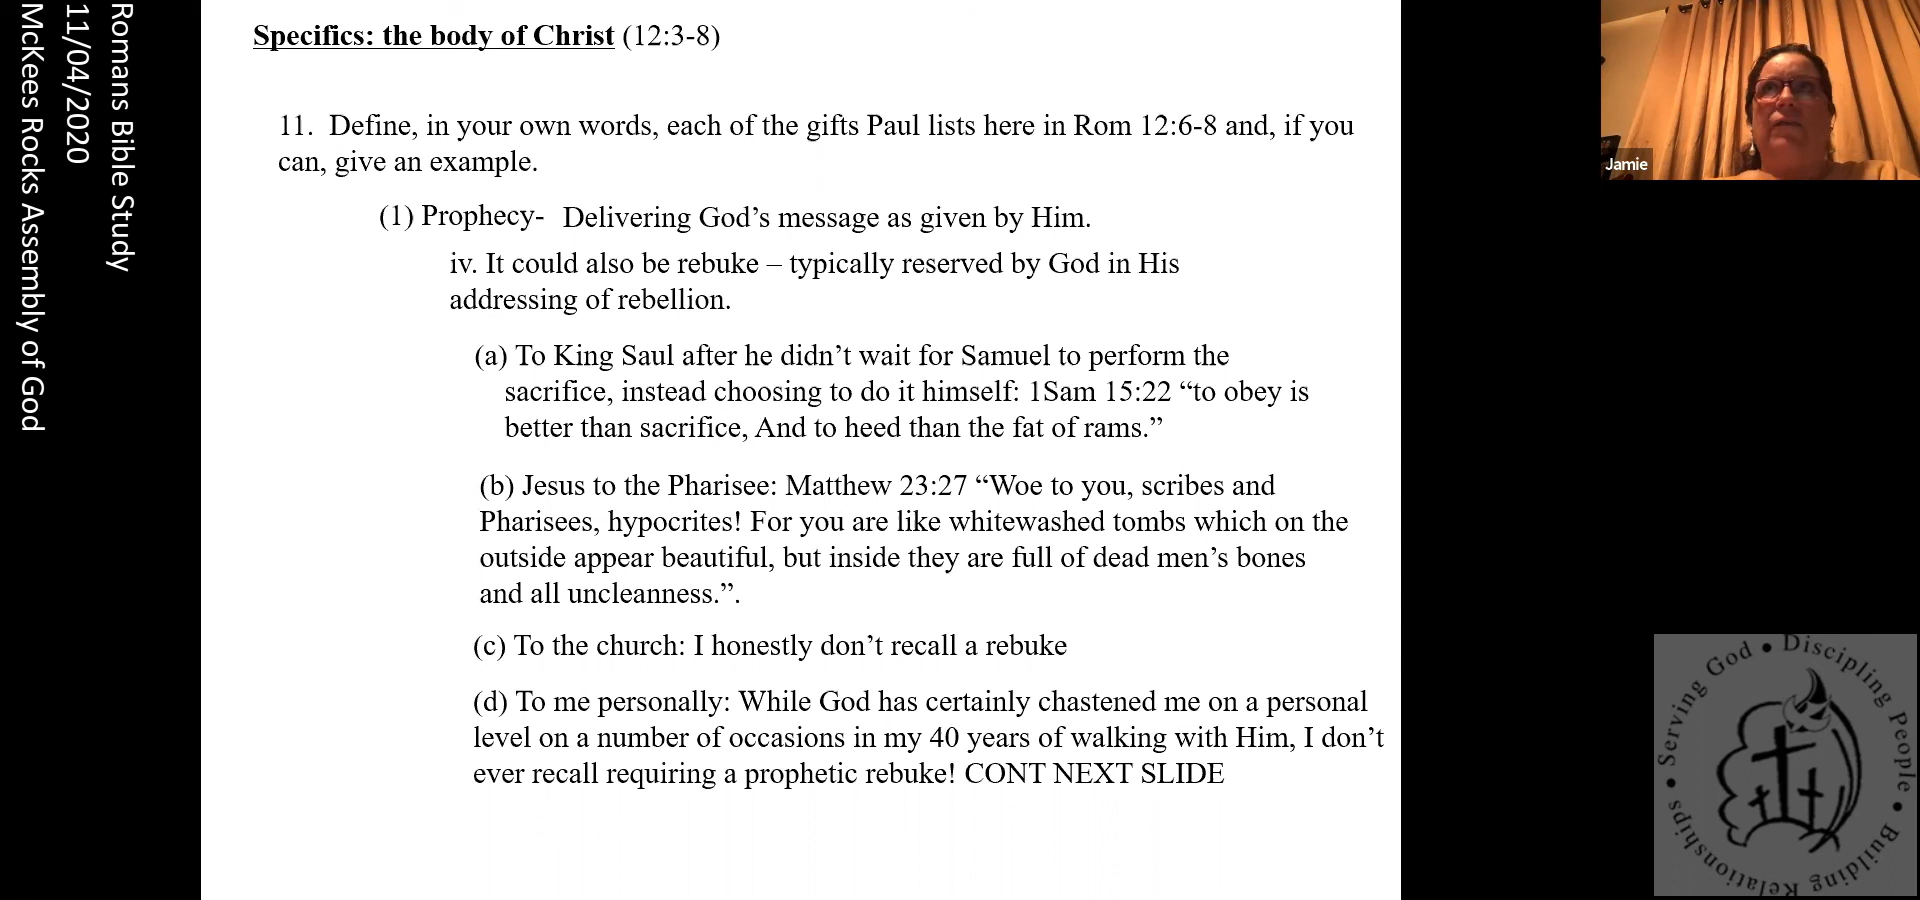 Romans Bible Study
11/04/2020
McKees Rocks Assembly of God
Specifics: the body of Christ (12:3-8)
11. Define, in your own words, each of the gifts Paul lists here in Rom 12:6-8 and, if you
can, give an example.
(1) Prophecy- Delivering God’s message as given by Him.
iv. It could also be rebuke – typically reserved by God in His
addressing of rebellion.
(a) To King Saul after he didn’t wait for Samuel to perform the
sacrifice, instead choosing to do it himself: 1Sam 15:22 “to obey is
better than sacrifice, And to heed than the fat of rams.”
(b) Jesus to the Pharisee: Matthew 23:27 “Woe to you, scribes and
Pharisees, hypocrites! For you are like whitewashed tombs which on the
outside appear beautiful, but inside they are full of dead men’s bones
and all uncleanness.”.
(c) To the church: I honestly don’t recall a rebuke
(d) To me personally: While God has certainly chastened me on a personal
level on a number of occasions in my 40 years of walking with Him, I don’t
ever recall requiring a prophetic rebuke! CONT NEXT SLIDE
Jamie
• Serving God • Discipling People • Building Relationships